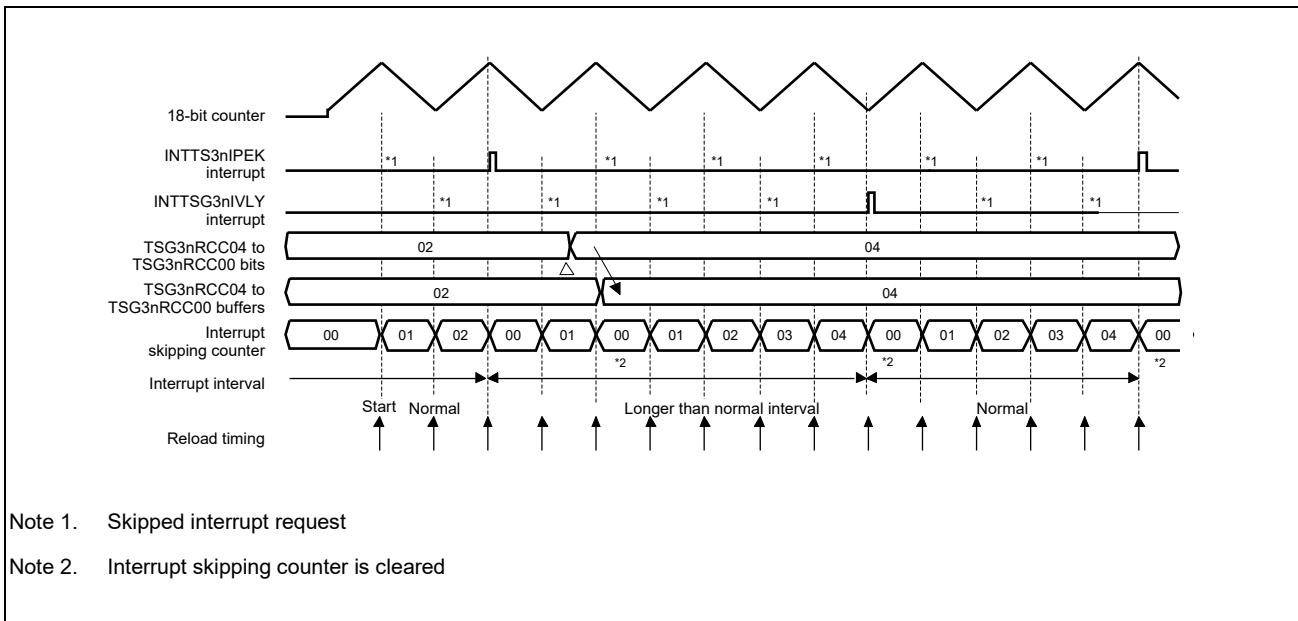 18-bit counter
INTTS3nIPEK
interrupt
*1 *1 *1 *1 *1 *1
INTTSG3nIVLY
interrupt
*1 *1 *1 *1 *1 *1
TSG3nRCC04 to
TSG3nRCC00 bits
02 04
TSG3nRCC04 to
TSG3nRCC00 buffers
02 04
Interrupt
skipping counter
00 01 02 00 01 00 01 02 03 04 00 01 02 03 04 00
*2 *2 *2
Interrupt interval
Start Normal Longer than normal interval Normal
Reload timing
Note 1. Skipped interrupt request
Note 2. Interrupt skipping counter is cleared